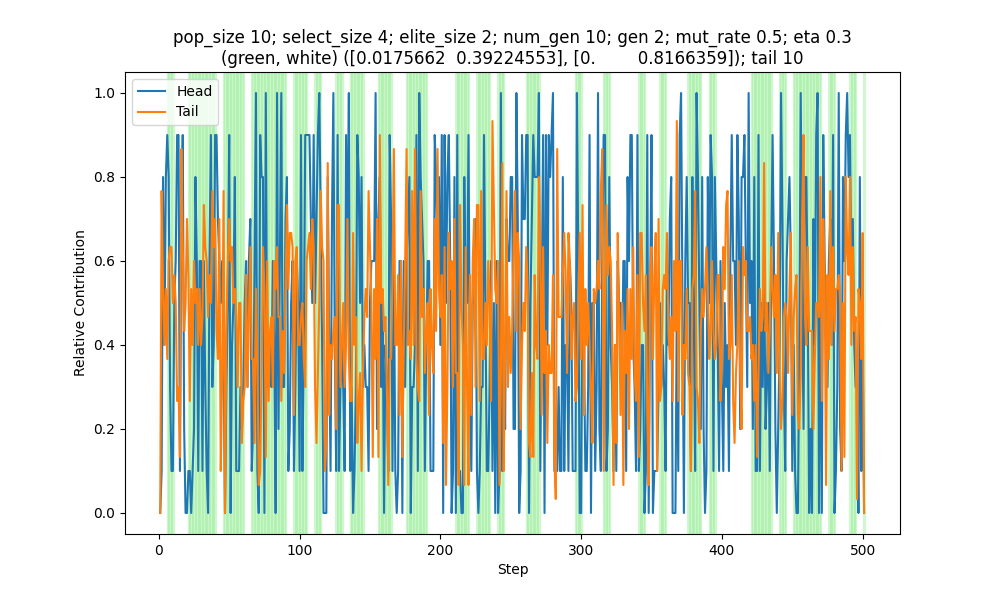 pop_size 10; select_size 4; elite_size 2; num_gen 10; gen 2; mut_rate 0.5; eta 0.3
(green, white) ([0.0175662  0.39224553], [0.         0.8166359]); tail 10
Head
Tail
Relative Contribution
1.0
0.8
0.6
0.4
0.2
0.0
0
100
200
300
400
500
Step